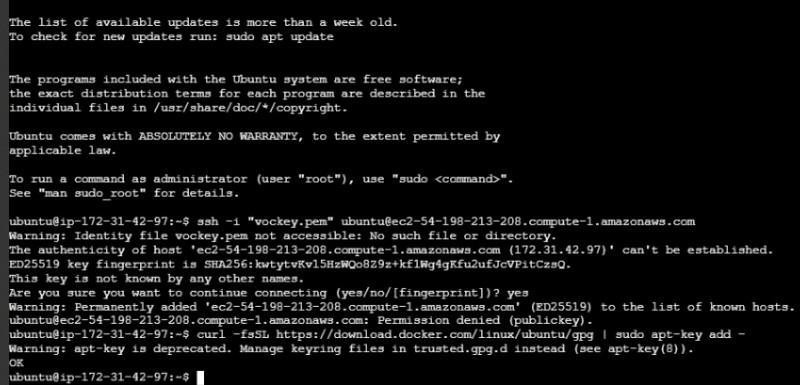 The list of available updates is more than a week old.
To check for new updates run: sudo apt update
The programs included with the Ubuntu system are free software;
the exact distribution terms for each program are described in the
individual files in /usr/share/doc/*/copyright.
Ubuntu comes with ABSOLUTELY NO WARRANTY, to the extent permitted by
applicable law.
To run a command as administrator (user "root"), use "sudo <command>".
See "man sudo_root" for details.
ubuntu@ip-172-31-42-97:~$ ssh -i "vockey.pem" ubuntu@ec2-54-198-213-208.compute-1.amazonaws.com
Warning: Identity file vockey.pem not accessible: No such file or directory.
The authenticity of host 'ec2-54-198-213-208.compute-1.amazonaws.com (172.31.42.97)' can't be established.
ED25519 key fingerprint is SHA256:kwtytvKvl5HzWQo8Z9z+kf1Wg4gKfu2ufJcVPitCzsQ.
This key is not known by any other names.
Are you sure you want to continue connecting (yes/no/[fingerprint])? yes
Warning: Permanently added 'ec2-54-198-213-208.compute-1.amazonaws.com' (ED25519) to the list of known hosts.
ubuntu@ec2-54-198-213-208.compute-1.amazonaws.com: Permission denied (publickey).
ubuntu@ip-172-31-42-97:~$ curl -fsSL https://download.docker.com/linux/ubuntu/gpg | sudo apt-key add -
Warning: apt-key is deprecated. Manage keyring files in trusted.gpg.d instead (see apt-key(8)).
OK
ubuntu@ip-172-31-42-97:~$